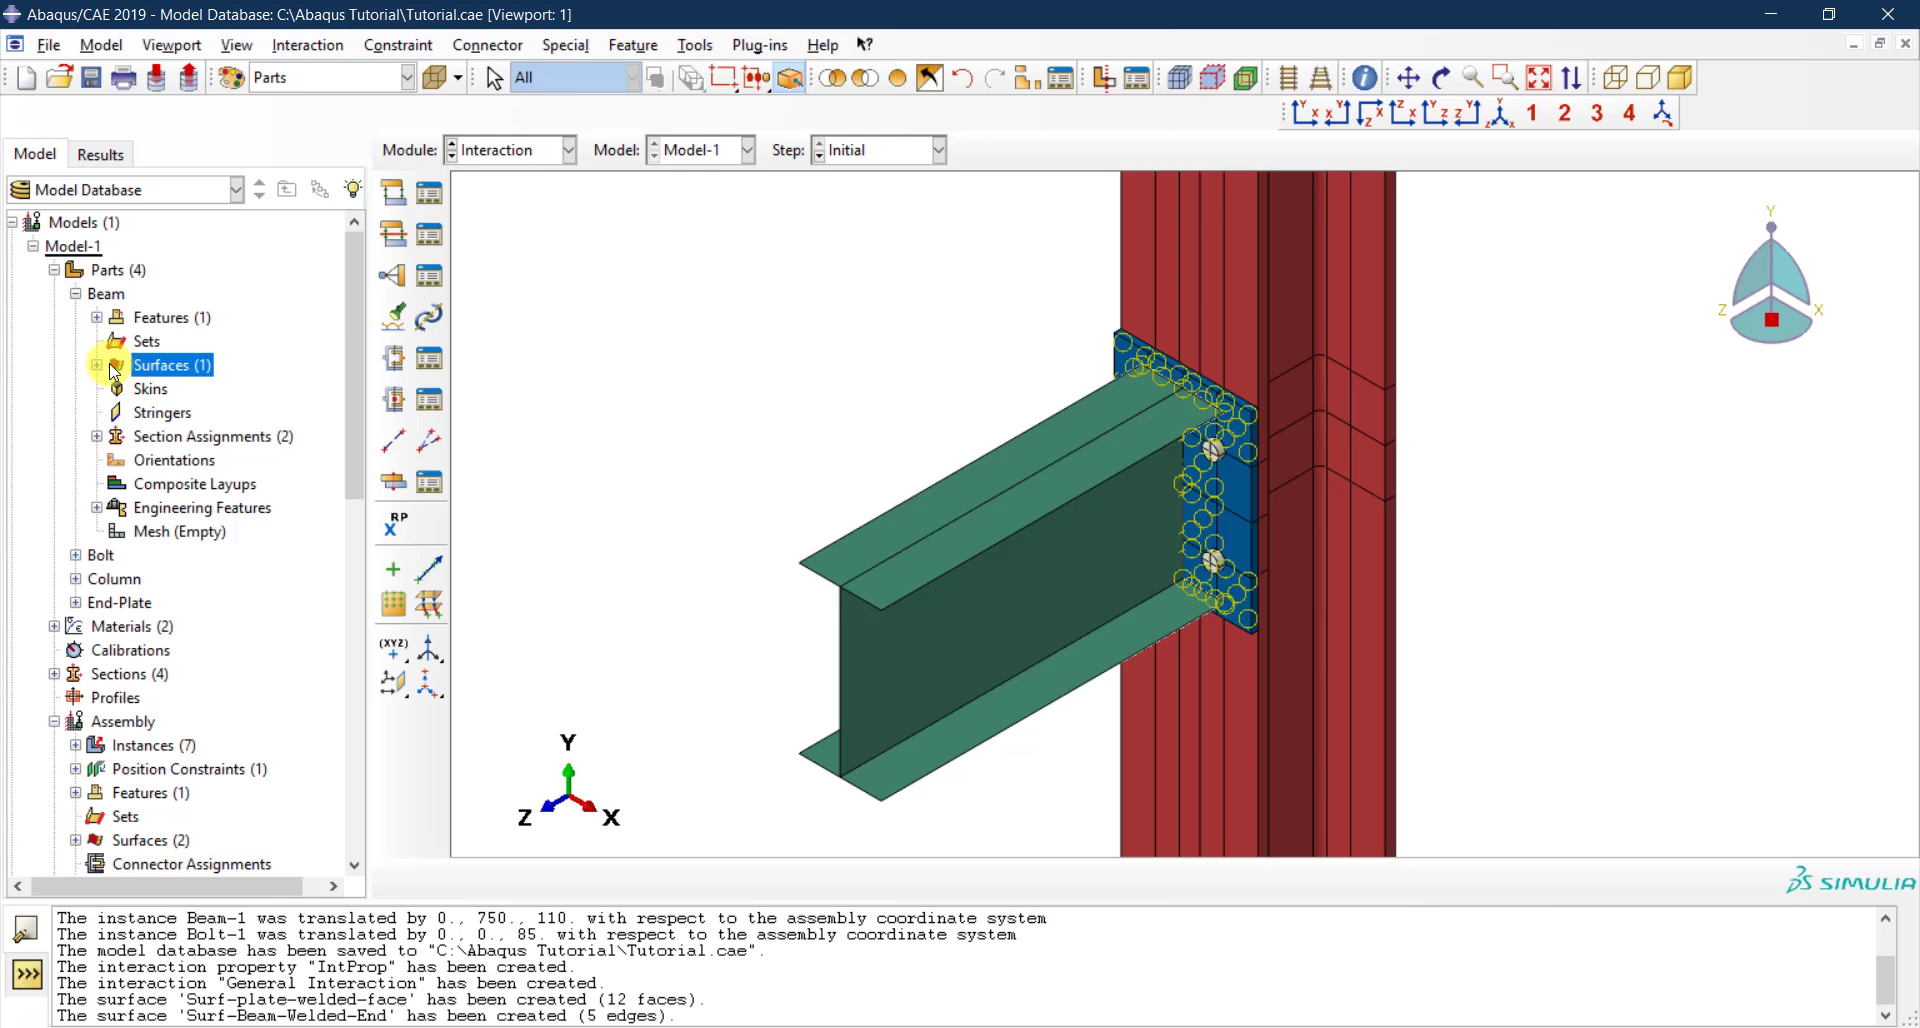 Abaqus/CAE 2019 - Model Database: C:\Abaqus Tutorial\Tutorial.cae [Viewport: 1]
File Model Viewport View Interaction Constraint Connector Special Feature Tools Plug-ins Help
Parts All
1 2 3 4
Model Results Module: Interaction Model: Model-1 Step: Initial
Model Database
Models (1)
Model-1
Parts (4)
Beam
Features (1)
Sets
Surfaces (1)
Skins
Stringers
Section Assignments (2)
Orientations
Composite Layups
Engineering Features
Mesh (Empty)
Bolt
Column
End-Plate
Materials (2)
Calibrations
Sections (4)
Profiles
Assembly
Instances (7)
Position Constraints (1)
Features (1)
Sets
Surfaces (2)
Connector Assignments
RP
X
(XYZ)
Y
Z X
Y
Z X
SIMULIA
The instance Beam-1 was translated by 0., 750., 110. with respect to the assembly coordinate system
The instance Bolt-1 was translated by 0., 0., 85. with respect to the assembly coordinate system
The model database has been saved to "C:\Abaqus Tutorial\Tutorial.cae".
The interaction property "IntProp" has been created.
The interaction "General Interaction" has been created.
The surface 'Surf-plate-welded-face' has been created (12 faces).
The surface 'Surf-Beam-Welded-End' has been created (5 edges).